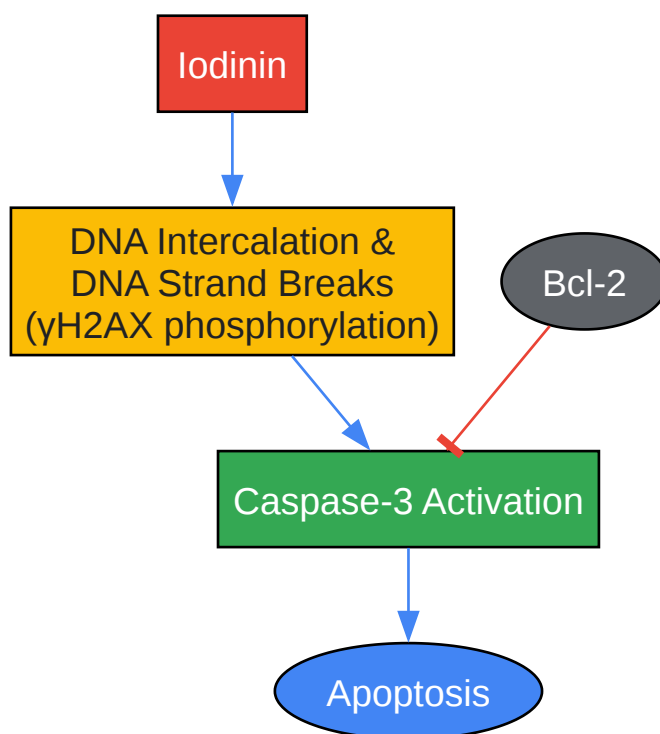 Iodinin
DNA Intercalation &
DNA Strand Breaks
(γH2AX phosphorylation)
Bcl-2
Caspase-3 Activation
Apoptosis